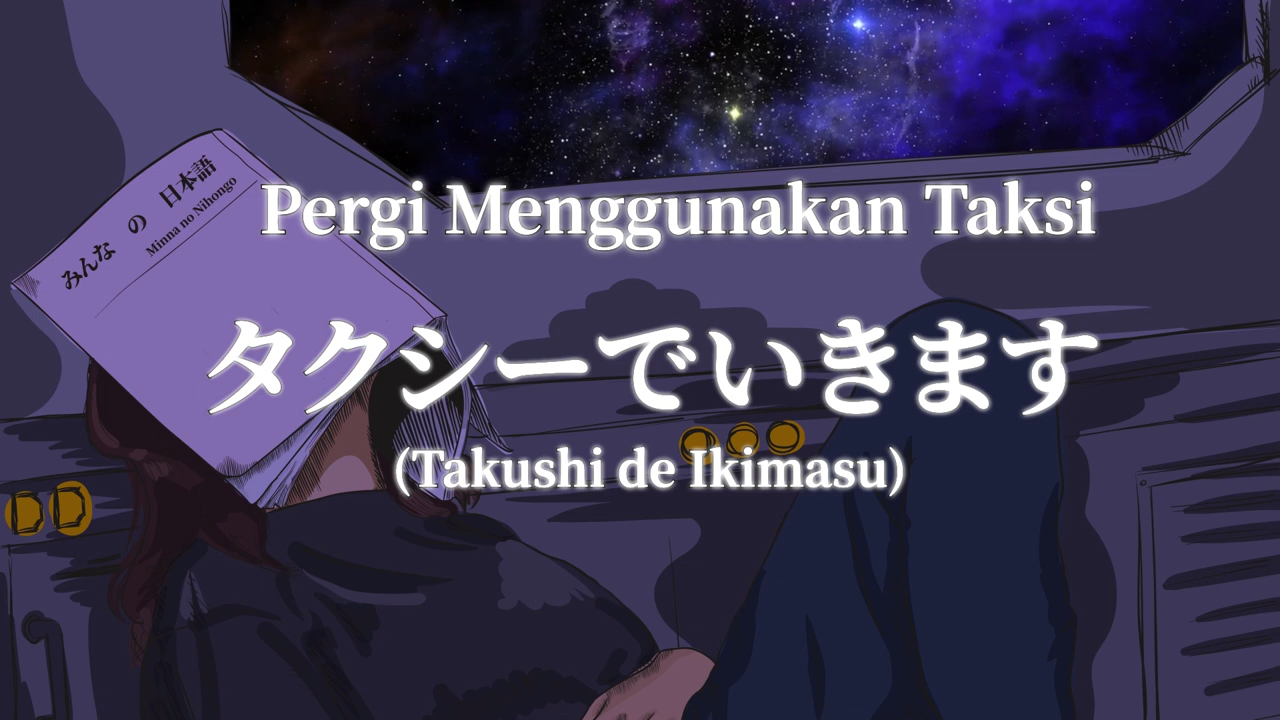 みんな の 日本語
Minna no Nihongo
Pergi Menggunakan Taksi
タクシーでいきます
(Takushi de Ikimasu)